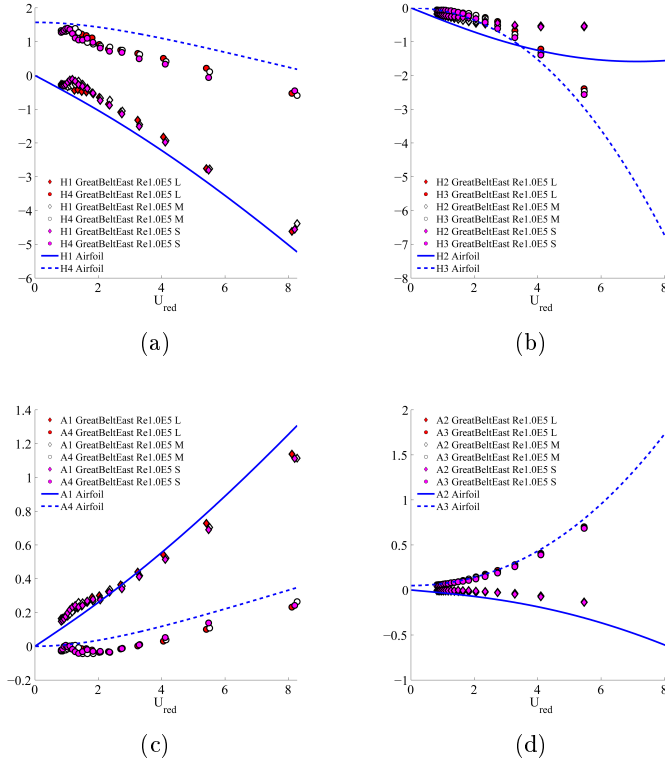 2
1
0
−1
−2
−3
−4
−5
−6
0 2 4 6 8
U_red
H1 GreatBeltEast Re1.0E5 L
H4 GreatBeltEast Re1.0E5 L
H1 GreatBeltEast Re1.0E5 M
H4 GreatBeltEast Re1.0E5 M
H1 GreatBeltEast Re1.0E5 S
H4 GreatBeltEast Re1.0E5 S
H1 Airfoil
H4 Airfoil
(a)
0
−1
−2
−3
−4
−5
−6
−7
−8
0 2 4 6 8
U_red
H2 GreatBeltEast Re1.0E5 L
H3 GreatBeltEast Re1.0E5 L
H2 GreatBeltEast Re1.0E5 M
H3 GreatBeltEast Re1.0E5 M
H2 GreatBeltEast Re1.0E5 S
H3 GreatBeltEast Re1.0E5 S
H2 Airfoil
H3 Airfoil
(b)
1.4
1.2
1
0.8
0.6
0.4
0.2
0
−0.2
0 2 4 6 8
U_red
A1 GreatBeltEast Re1.0E5 L
A4 GreatBeltEast Re1.0E5 L
A1 GreatBeltEast Re1.0E5 M
A4 GreatBeltEast Re1.0E5 M
A1 GreatBeltEast Re1.0E5 S
A4 GreatBeltEast Re1.0E5 S
A1 Airfoil
A4 Airfoil
(c)
2
1.5
1
0.5
0
−0.5
−1
0 2 4 6 8
U_red
A2 GreatBeltEast Re1.0E5 L
A3 GreatBeltEast Re1.0E5 L
A2 GreatBeltEast Re1.0E5 M
A3 GreatBeltEast Re1.0E5 M
A2 GreatBeltEast Re1.0E5 S
A3 GreatBeltEast Re1.0E5 S
A2 Airfoil
A3 Airfoil
(d)